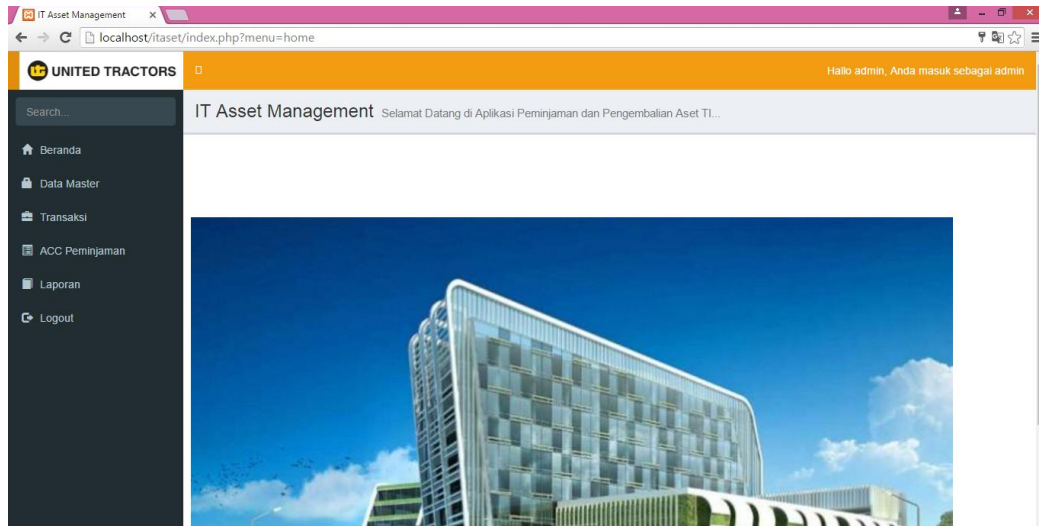 IT Asset Management
localhost/itaset/index.php?menu=home
UNITED TRACTORS
Hallo admin, Anda masuk sebagai admin
Search...
IT Asset Management Selamat Datang di Aplikasi Peminjaman dan Pengembalian Aset TI...
Beranda
Data Master
Transaksi
ACC Peminjaman
Laporan
Logout